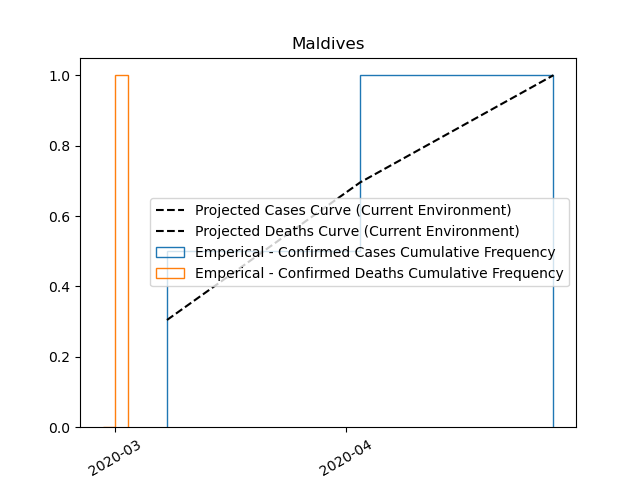 Maldives
1.0
0.8
0.6
0.4
0.2
0.0
Projected Cases Curve (Current Environment)
Projected Deaths Curve (Current Environment)
Emperical - Confirmed Cases Cumulative Frequency
Emperical - Confirmed Deaths Cumulative Frequency
2020-03
2020-04